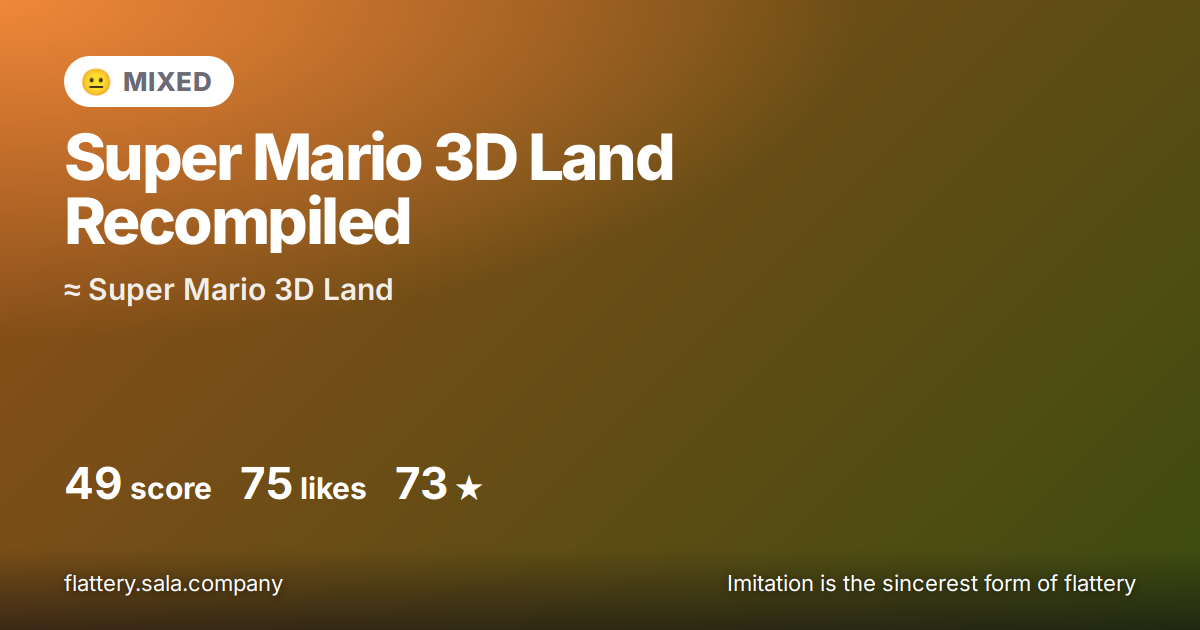 😐 MIXED
Super Mario 3D Land
Recompiled
≈ Super Mario 3D Land
49 score 75 likes 73 ★
flattery.sala.company
Imitation is the sincerest form of flattery